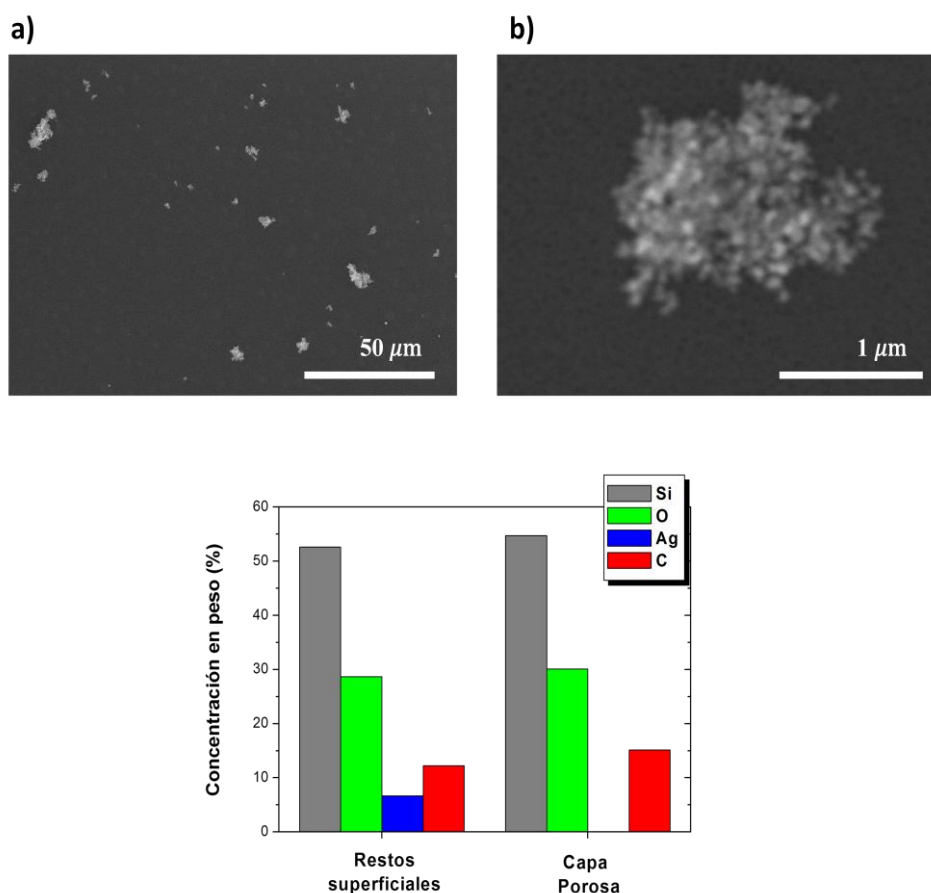 a)
b)
50 μm
1 μm
Si
O
Ag
C
60
50
40
30
20
10
0
Concentración en peso (%)
Restos
superficiales
Capa
Porosa